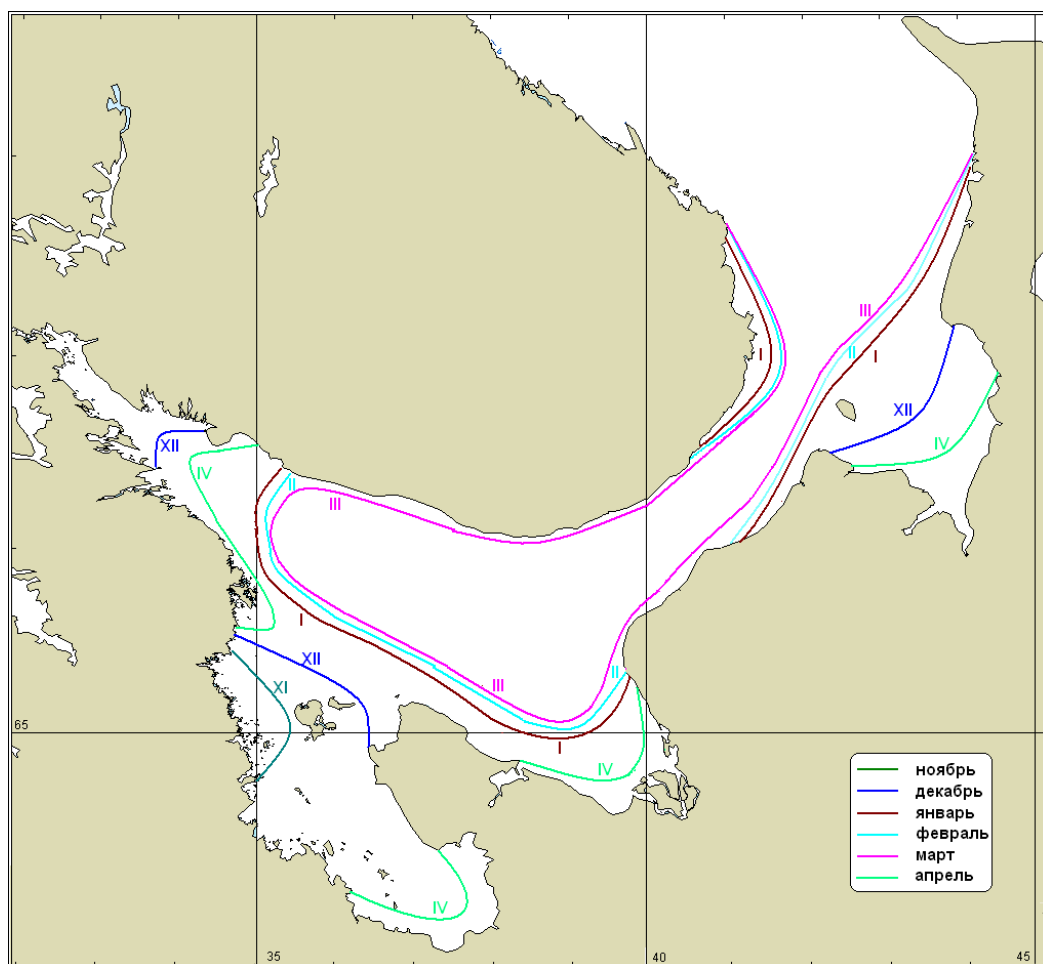 III
I
II
I
XII
XII
IV
IV
II
III
I
XII
XI
III
II
65
I
IV
IV
ноябрь
декабрь
январь
февраль
март
апрель
35
40
45